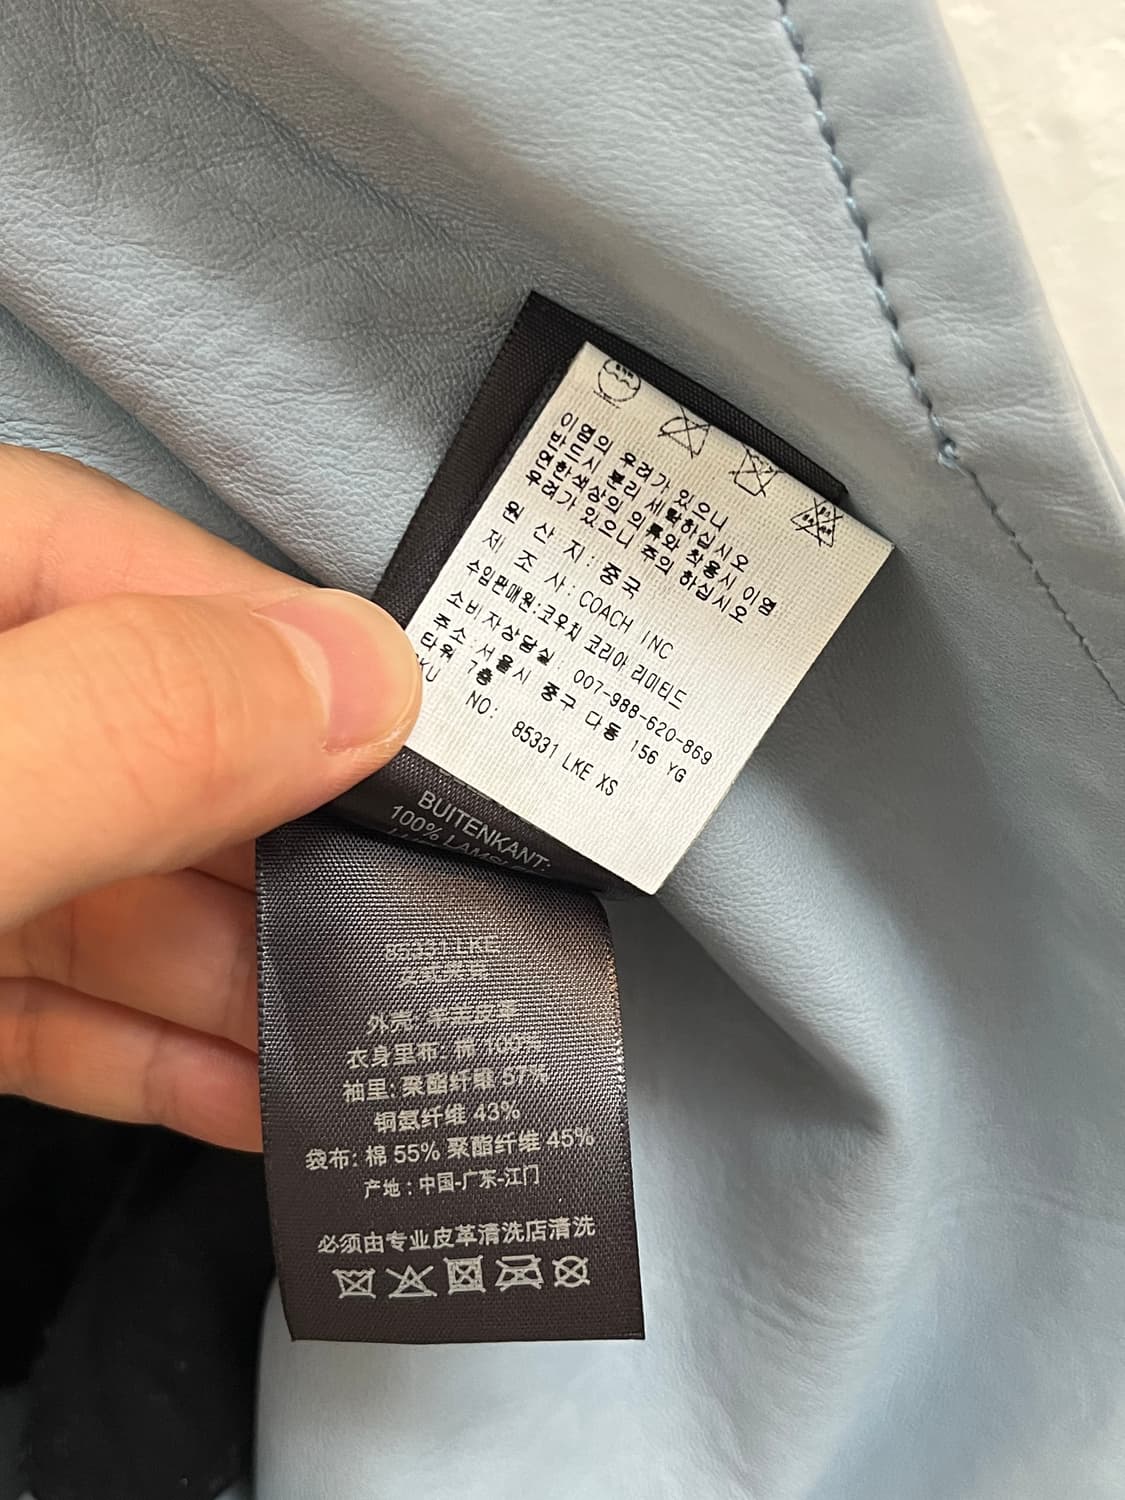 이염의 우려가 있으니
반드시 분리 세탁하십시오
진한색상의 의류와 착용시 이염
우려가 있으니 주의 하십시오
원 산 지: 중국
제 조 사: COACH INC
수입판매원:코우치 코리아 리미티드
소비자상담실: 007-988-620-869
주소:서울시 중구 다동 156 YG
타워 7층
KU NO: 85331 LKE XS
BUITENKANT:
100%
85331 LKE
外壳:
衣身里布: 棉 100%
袖里: 聚酯纤维 57%
铜氨纤维 43%
袋布: 棉 55% 聚酯纤维 45%
产地: 中国-广东-江门
必须由专业皮革清洗店清洗